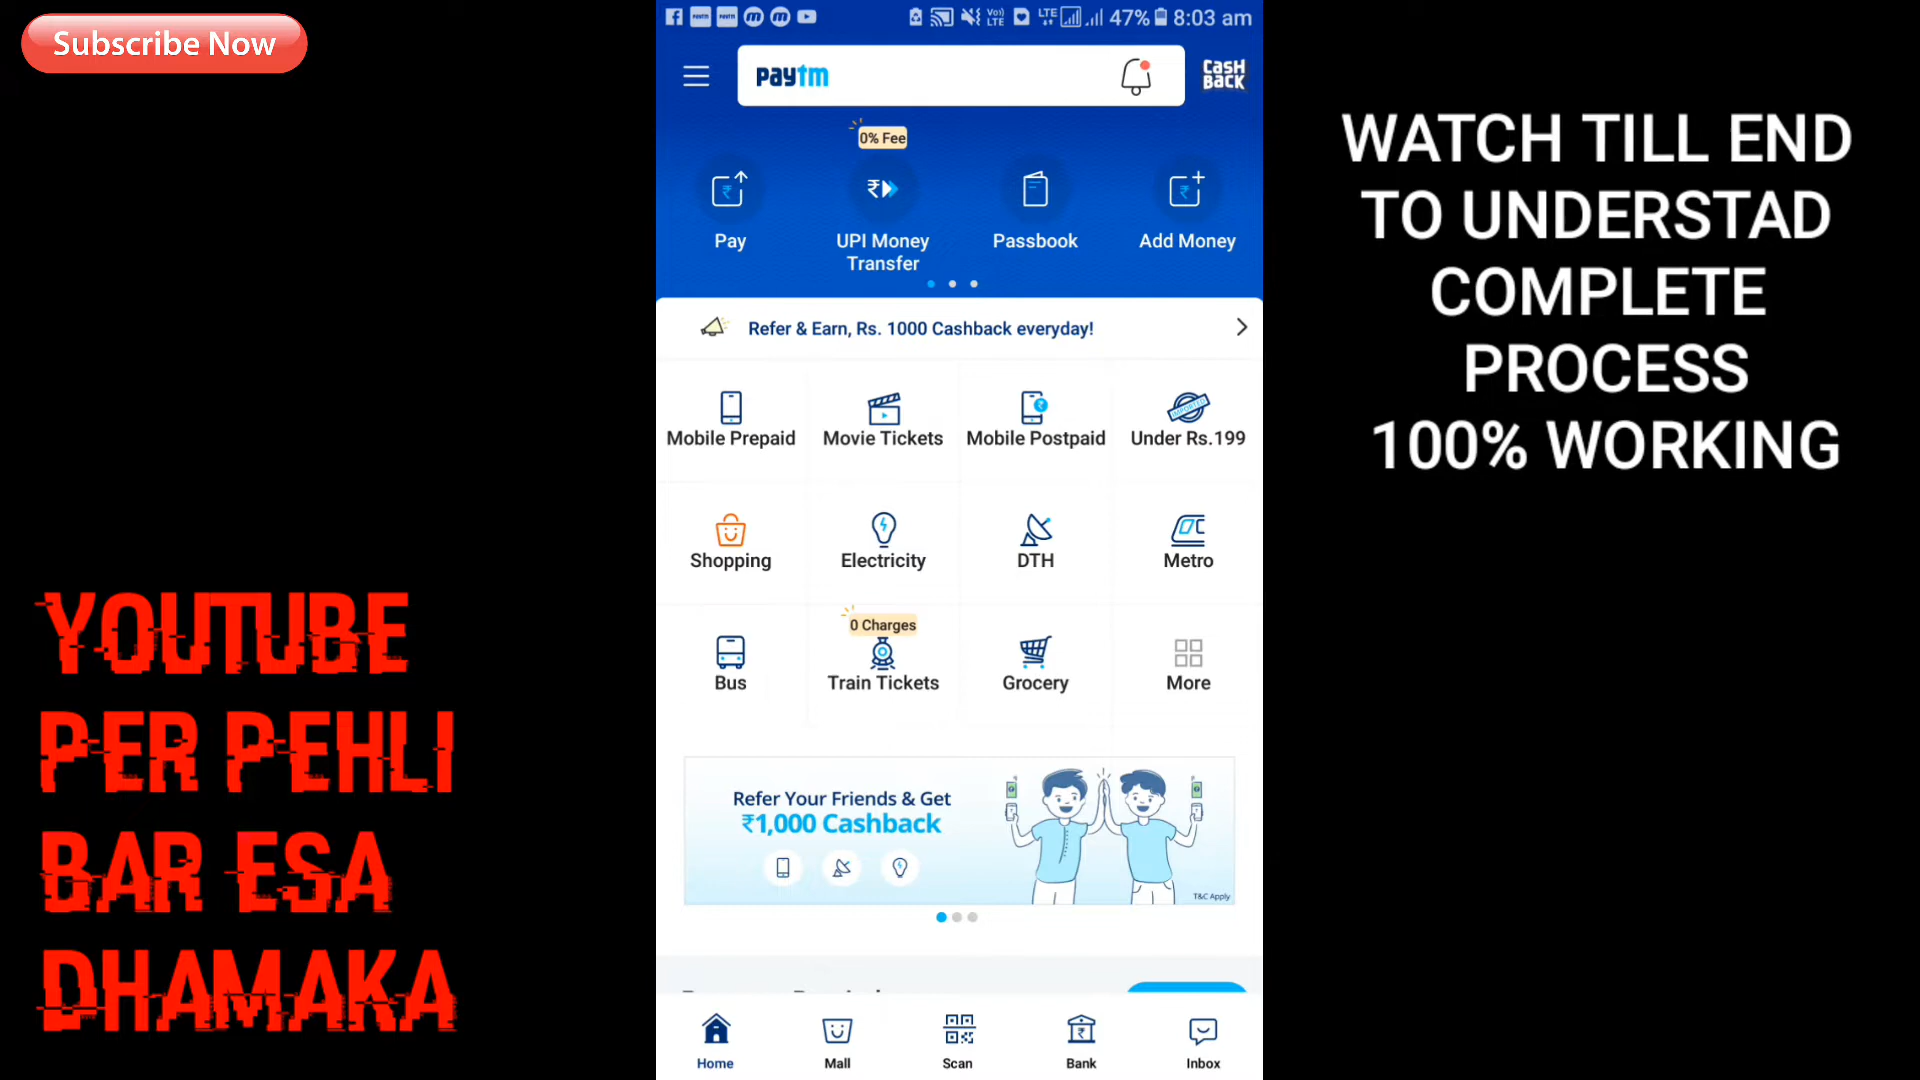 Subscribe Now
47% 8:03 am
paytm
CASH BACK
0% Fee
Pay
UPI Money Transfer
Passbook
Add Money
Refer & Earn, Rs. 1000 Cashback everyday!
Mobile Prepaid
Movie Tickets
Mobile Postpaid
Under Rs.199
Shopping
Electricity
DTH
Metro
0 Charges
Bus
Train Tickets
Grocery
More
Refer Your Friends & Get
₹1,000 Cashback
T&C Apply
Home
Mall
Scan
Bank
Inbox
WATCH TILL END
TO UNDERSTAD
COMPLETE
PROCESS
100% WORKING
YOUTUBE
PER PEHLI
BAR ESA
DHAMAKA